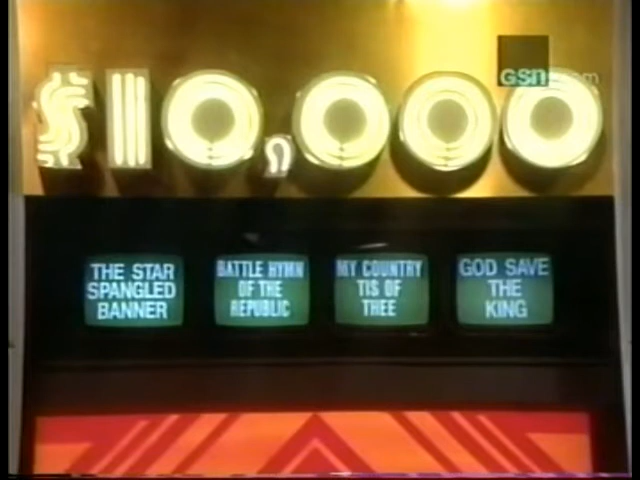 $10,000
GSN.com
THE STAR
SPANGLED
BANNER
BATTLE HYMN
OF THE
REPUBLIC
MY COUNTRY
TIS OF
THEE
GOD SAVE
THE
KING